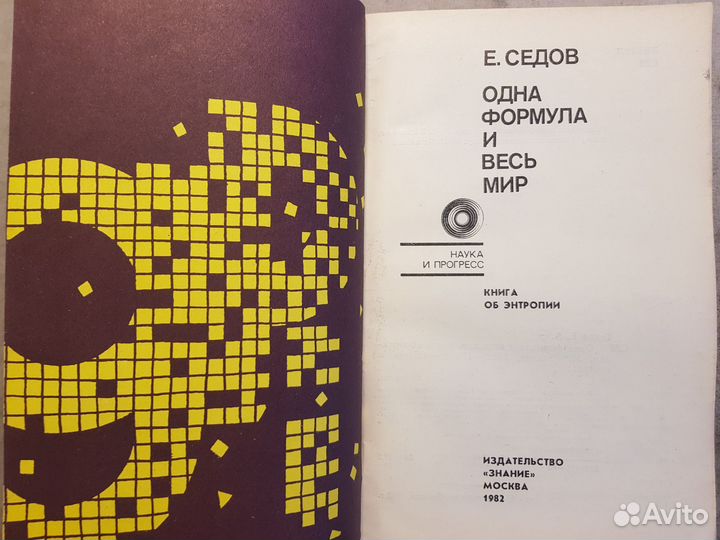 Е. СЕДОВ
ОДНА
ФОРМУЛА
И
ВЕСЬ
МИР
НАУКА
И ПРОГРЕСС
КНИГА
ОБ ЭНТРОПИИ
ИЗДАТЕЛЬСТВО
«ЗНАНИЕ»
МОСКВА
1982
Avito